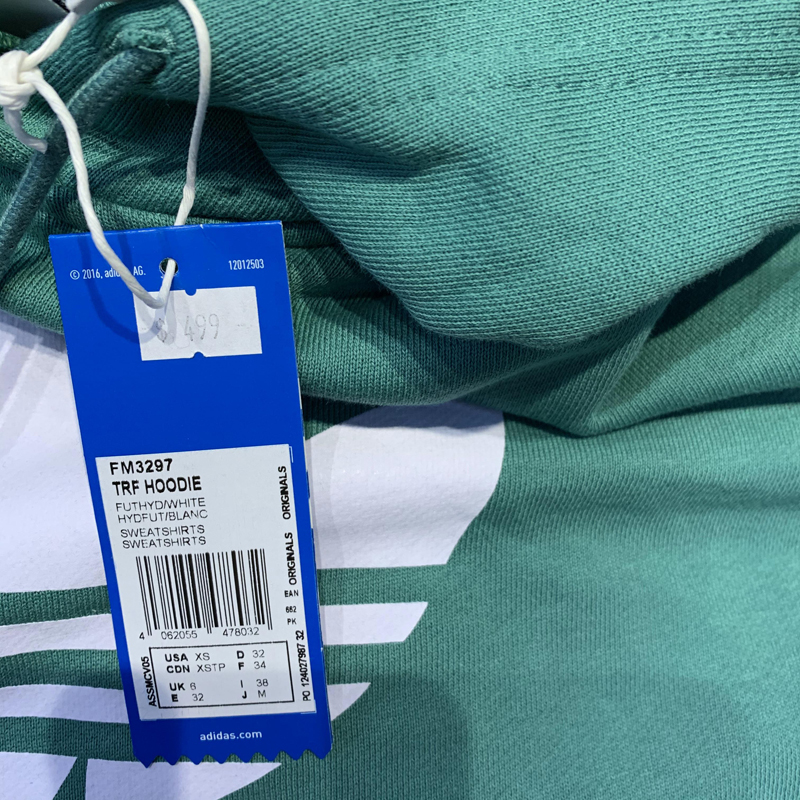 © 2016, adidas AG.
12012503
$ 499
FM3297
TRF HOODIE
FUTHYD/WHITE
HYDFUT/BLANC
SWEATSHIRTS
SWEATSHIRTS
ORIGINALS
ORIGINALS
EAN
662
PK
4 062055 478032
ASSMCV05
USA XS D 32
CDN XSTP F 34
UK 6 I 38
E 32 J M
PO 124027987 32
adidas.com